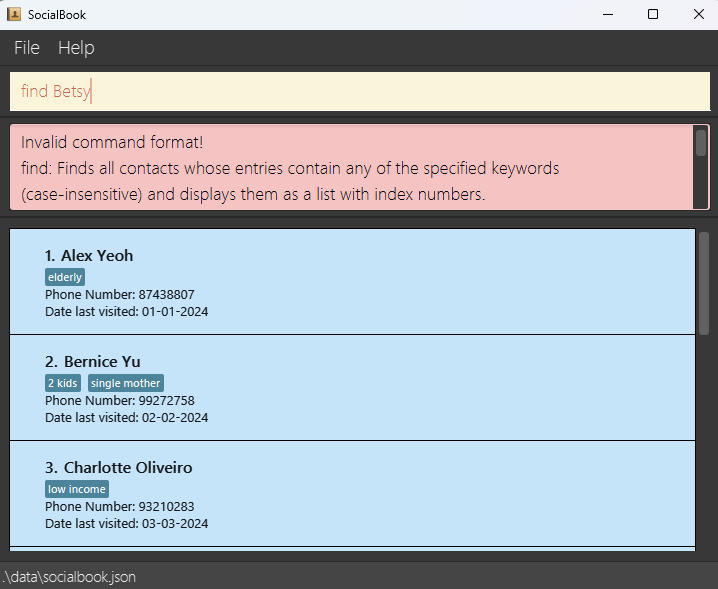 SocialBook
File Help
find Betsy
Invalid command format!
find: Finds all contacts whose entries contain any of the specified keywords
(case-insensitive) and displays them as a list with index numbers.
1. Alex Yeoh
elderly
Phone Number: 87438807
Date last visited: 01-01-2024
2. Bernice Yu
2 kids single mother
Phone Number: 99272758
Date last visited: 02-02-2024
3. Charlotte Oliveiro
low income
Phone Number: 93210283
Date last visited: 03-03-2024
.\data\socialbook.json